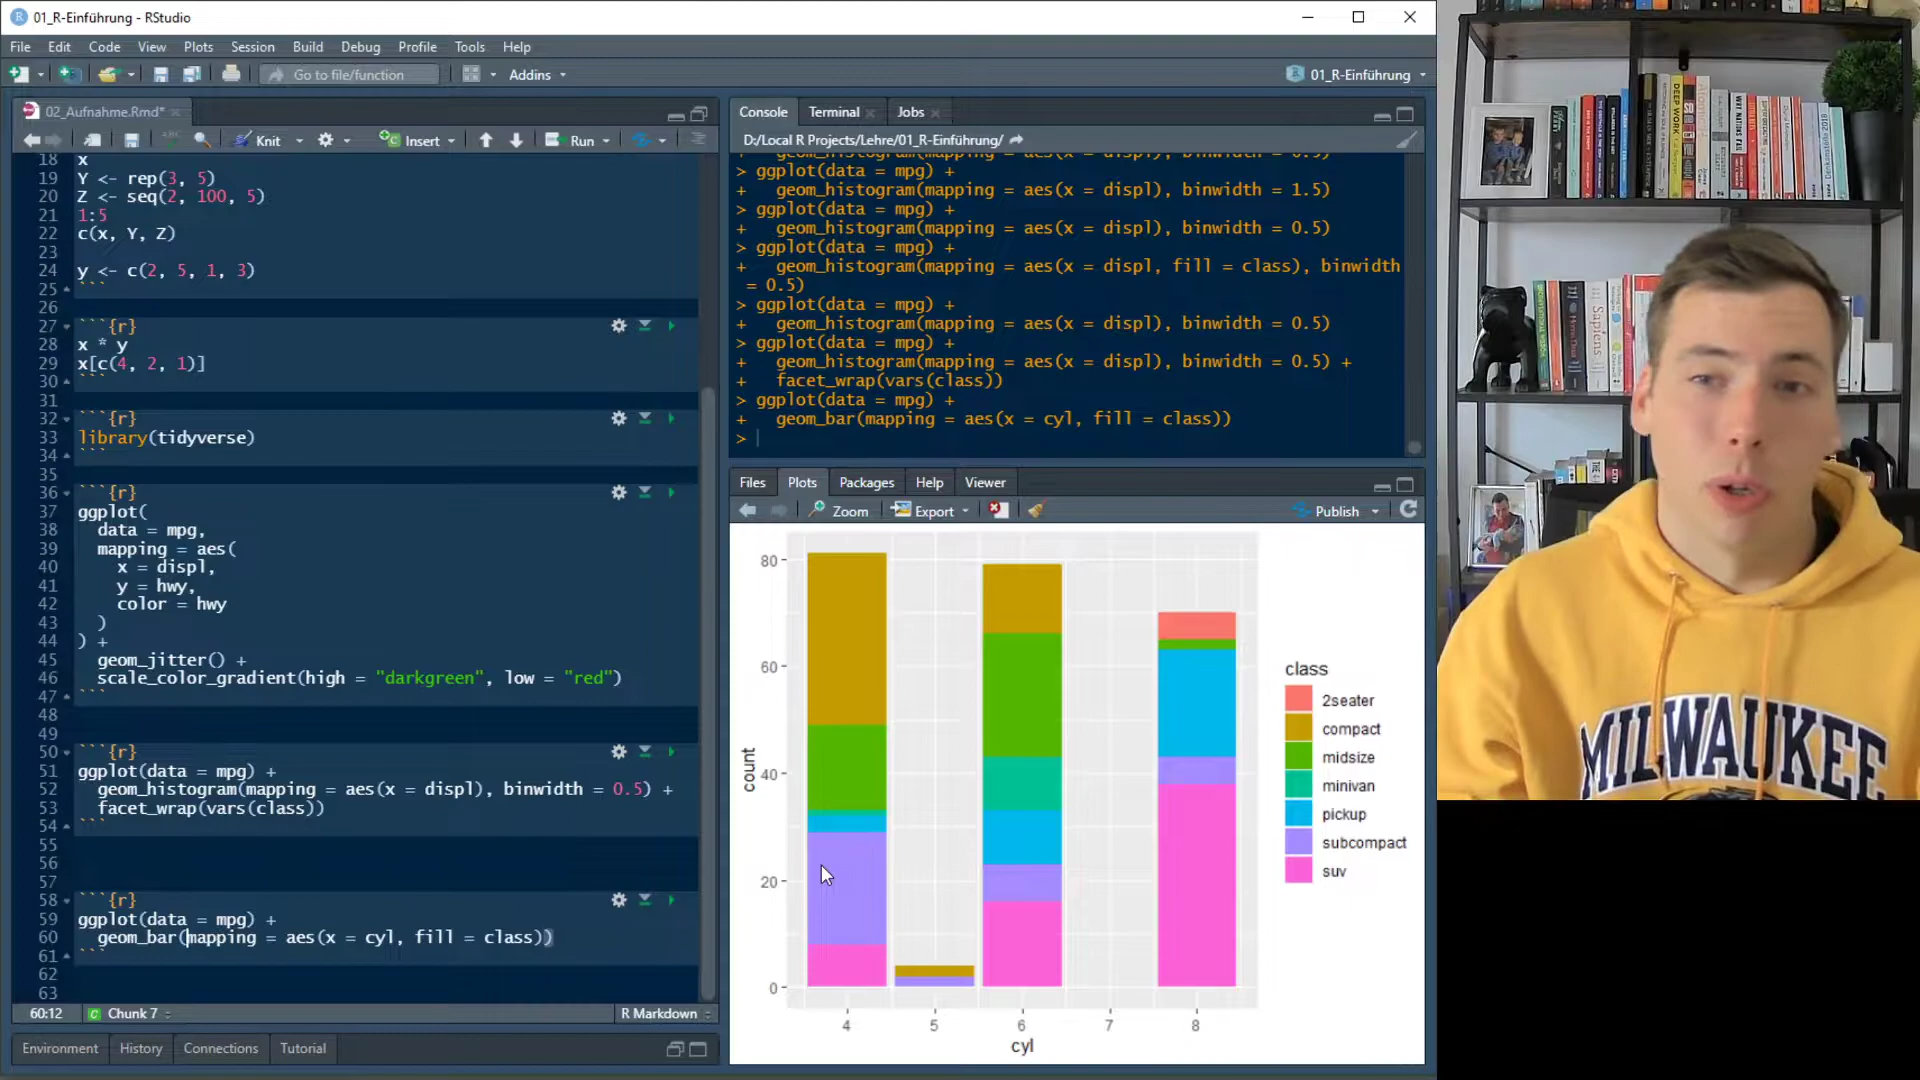 01_R-Einführung - RStudio
File Edit Code View Plots Session Build Debug Profile Tools Help
Go to file/function Addins 01_R-Einführung
02_Aufnahme.Rmd*
Knit Insert Run
18 x
19 Y <- rep(3, 5)
20 Z <- seq(2, 100, 5)
21 1:5
22 c(x, Y, Z)
23
24 y <- c(2, 5, 1, 3)
25 ```
26
27 ```{r}
28 x * y
29 x[c(4, 2, 1)]
30 ```
31
32 ```{r}
33 library(tidyverse)
34 ```
35
36 ```{r}
37 ggplot(
38 data = mpg,
39 mapping = aes(
40 x = displ,
41 y = hwy,
42 color = hwy
43 )
44 ) +
45 geom_jitter() +
46 scale_color_gradient(high = "darkgreen", low = "red")
47 ```
48
49
50 ```{r}
51 ggplot(data = mpg) +
52 geom_histogram(mapping = aes(x = displ), binwidth = 0.5) +
53 facet_wrap(vars(class))
54 ```
55
56
57
58 ```{r}
59 ggplot(data = mpg) +
60 geom_bar(mapping = aes(x = cyl, fill = class))
61 ```
62
63
60:12 Chunk 7 R Markdown
Environment History Connections Tutorial
Console Terminal Jobs
D:/Local R Projects/Lehre/01_R-Einführung/
+ geom_histogram(mapping = aes(x = displ), binwidth = 0.5)
> ggplot(data = mpg) +
+ geom_histogram(mapping = aes(x = displ), binwidth = 1.5)
> ggplot(data = mpg) +
+ geom_histogram(mapping = aes(x = displ), binwidth = 0.5)
> ggplot(data = mpg) +
+ geom_histogram(mapping = aes(x = displ, fill = class), binwidth
= 0.5)
> ggplot(data = mpg) +
+ geom_histogram(mapping = aes(x = displ), binwidth = 0.5)
> ggplot(data = mpg) +
+ geom_histogram(mapping = aes(x = displ), binwidth = 0.5) +
+ facet_wrap(vars(class))
> ggplot(data = mpg) +
+ geom_bar(mapping = aes(x = cyl, fill = class))
>
Files Plots Packages Help Viewer
Zoom Export Publish
80
60
40
20
0
count
4 5 6 7 8
cyl
class
2seater
compact
midsize
minivan
pickup
subcompact
suv
DEEP WORK
Sapiens
MILWAUKEE